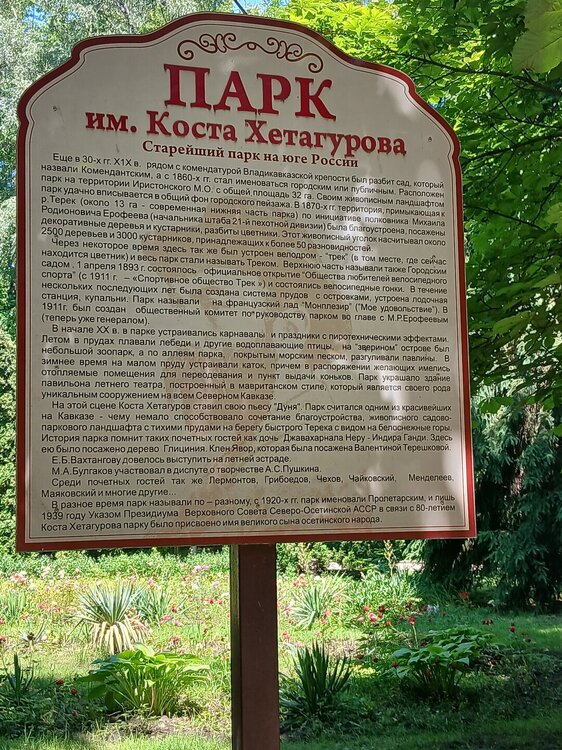 ПАРК
им. Коста Хетагурова
Старейший парк на юге России
Еще в 30-х гг. Х1Х в. рядом с комендатурой Владикавказской крепости был разбит сад, который
назвали Комендантским, а с 1860-х гг. стал именоваться городским или публичным. Расположен
парк на территории Иристонского М.О. с общей площадью 32 га. Своим живописным ландшафтом
парк удачно вписывается в общий фон городского пейзажа. В 1870-х гг. территория, примыкающая к
р.Терек (около 13 га - современная нижняя часть парка) по инициативе полковника Михаила
Родионовича Ерофеева (начальника штаба 21-й пехотной дивизии) была благоустроена, посажены
декоративные деревья и кустарники, разбиты цветники. Этот живописный уголок насчитывал около
2500 деревьев и 3000 кустарников, принадлежащих к более 50 разновидностей.
Через некоторое время здесь так же был устроен велодром - "трек" (в том месте, где сейчас
находится цветник) и весь парк стали называть Треком. Верхнюю часть называли также Городским
садом . 1 апреля 1893 г. состоялось официальное открытие "Общества любителей велосипедного
спорта" (с 1911 г. – «Спортивное общество Трек») и состоялись велосипедные гонки. В течение
нескольких последующих лет была создана система прудов с островками, устроена лодочная
станция, купальни. Парк называли на французский лад "Монплезир" ("Мое удовольствие"). В
1911г. был создан общественный комитет по руководству парком во главе с М.Р.Ерофеевым
(теперь уже генералом).
В начале ХХ в. в парке устраивались карнавалы и праздники с пиротехническими эффектами.
Летом в прудах плавали лебеди и другие водоплавающие птицы, на "зверином" острове был
небольшой зоопарк, а по аллеям парка, покрытым морским песком, разгуливали павлины. В
зимнее время на малом пруду устраивали каток, причем в распоряжении желающих имелись
отопляемые помещения для переодевания и пункт выдачи коньков. Парк украшало здание
павильона летнего театра, построенный в мавританском стиле, который является своего рода
уникальным сооружением на всем Северном Кавказе.
На этой сцене Коста Хетагуров ставил свою пьесу "Дуня". Парк считался одним из красивейших
на Кавказе - чему немало способствовало сочетание благоустройства, живописного садово-
паркового ландшафта с тихими прудами на берегу быстрого Терека с видом на белоснежные горы.
История парка помнит таких почетных гостей как дочь Джавахарнала Неру - Индира Ганди. Здесь
ею было посажено дерево Глициния. Клен Явор, которая был посажена Валентиной Терешковой.
Е.Б.Вахтангову довелось выступить на летней эстраде.
М.А.Булгаков участвовал в диспуте о творчестве А.С.Пушкина.
Среди почетных гостей так же Лермонтов, Грибоедов, Чехов, Чайковский, Менделеев,
Маяковский и многие другие...
В разное время парк называли по – разному, с 1920-х гг. парк именовали Пролетарским, и лишь
1939 году Указом Президиума Верховного Совета Северо-Осетинской АССР в связи с 80-летием
Коста Хетагурова парку было присвоено имя великого сына осетинского народа.